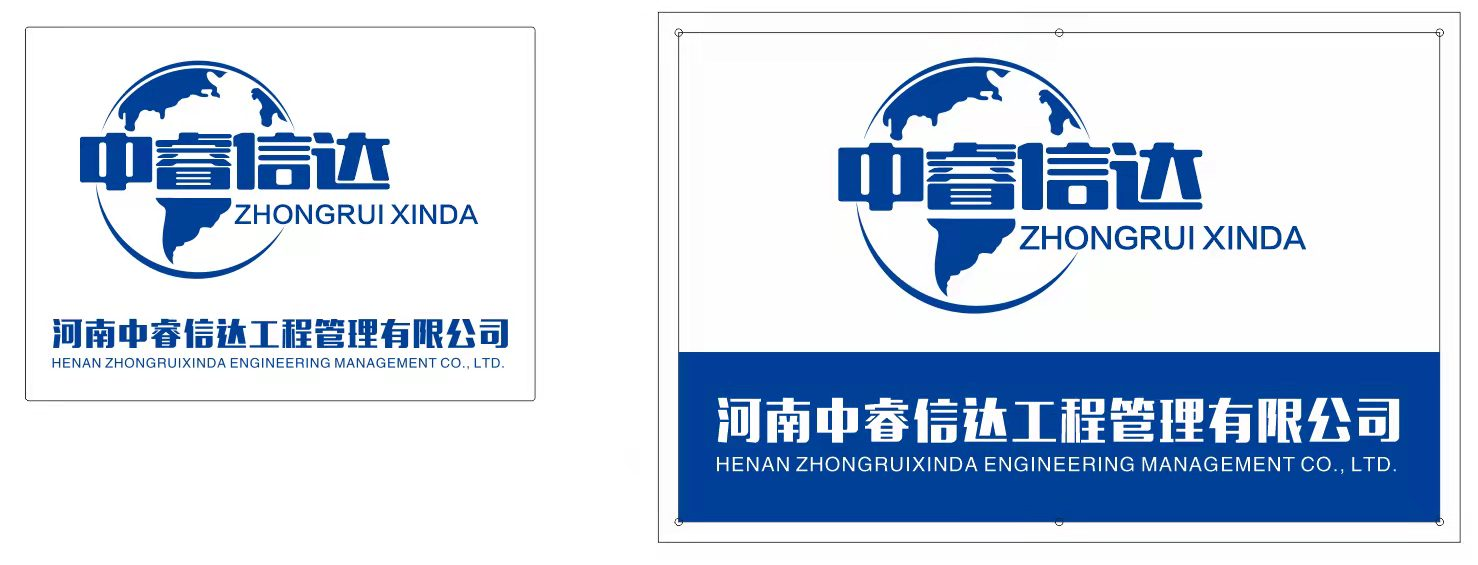 中睿信达
ZHONGRUI XINDA
河南中睿信达工程管理有限公司
HENAN ZHONGRUIXINDA ENGINEERING MANAGEMENT CO., LTD.
中睿信达
ZHONGRUI XINDA
河南中睿信达工程管理有限公司
HENAN ZHONGRUIXINDA ENGINEERING MANAGEMENT CO., LTD.